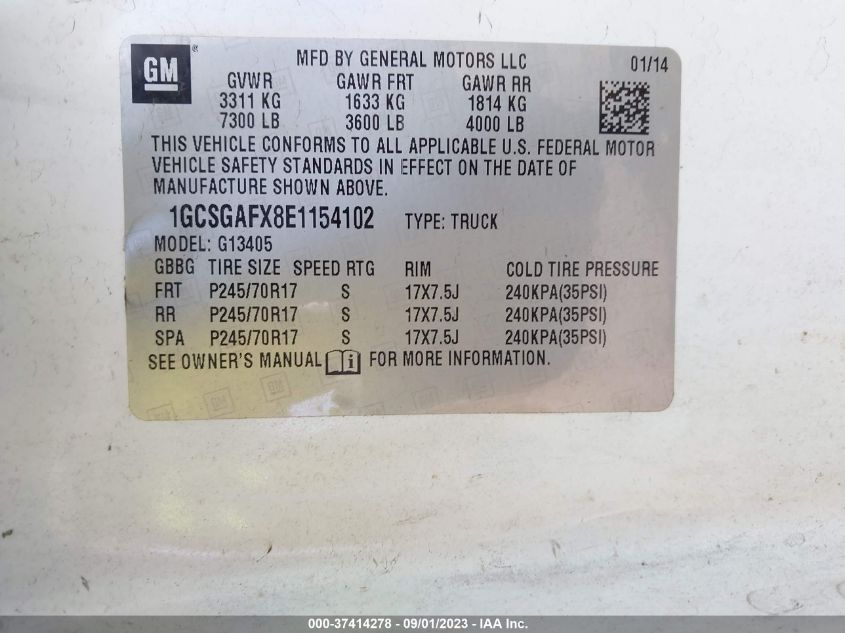 GM ®
MFD BY GENERAL MOTORS LLC 01/14
GVWR GAWR FRT GAWR RR
3311 KG 1633 KG 1814 KG
7300 LB 3600 LB 4000 LB
THIS VEHICLE CONFORMS TO ALL APPLICABLE U.S. FEDERAL MOTOR
VEHICLE SAFETY STANDARDS IN EFFECT ON THE DATE OF
MANUFACTURE SHOWN ABOVE.
1GCSGAFX8E1154102 TYPE: TRUCK
MODEL: G13405
GBBG TIRE SIZE SPEED RTG RIM COLD TIRE PRESSURE
FRT P245/70R17 S 17X7.5J 240KPA(35PSI)
RR P245/70R17 S 17X7.5J 240KPA(35PSI)
SPA P245/70R17 S 17X7.5J 240KPA(35PSI)
SEE OWNER'S MANUAL i FOR MORE INFORMATION.
000-37414278 - 09/01/2023 - IAA Inc.